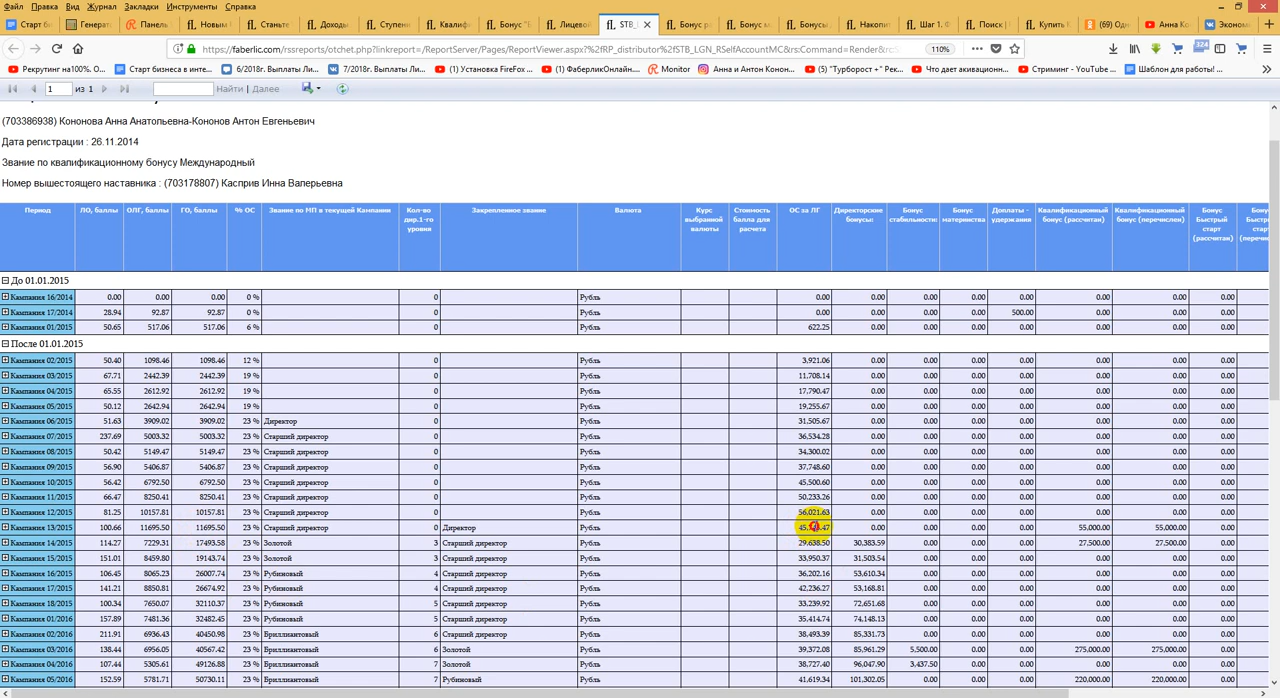 Файл Правка Вид Журнал Закладки Инструменты Справка
Старт б Генерат Панель Новым Станьте Доходы Ступени Квалиф Бонус "Б Лицевой STB_L Бонус ре Бонус м Бонусы Накопит Шаг 1. Ф Поиск | Купить К (69) Од Анна Ко Эконом
https://faberlic.com/rssreports/otchet.php?linkreport=/ReportServer/Pages/ReportViewer.aspx?%2fRP_distributor%2fSTB_LGN_RSelfAccountMC&rs:Command=Render&rc:S 110% 324
Рекрутинг на100%. О... Старт бизнеса в инте... 6/2018г. Выплаты Ли... 7/2018г. Выплаты Ли... (1) Установка FireFox ... (1) ФаберликОнлайн.... Monitor Анна и Антон Конон... (5) "Турборост +" Рек... Что дает акивационн... Стриминг - YouTube ... Шаблон для работы! ...
1 из 1 Найти | Далее
(703386938) Кононова Анна Анатольевна-Кононов Антон Евгеньевич
Дата регистрации : 26.11.2014
Звание по квалификационному бонусу Международный
Номер вышестоящего наставника : (703178807) Касприв Инна Валерьевна
Период ЛО, баллы ОЛГ, баллы ГО, баллы % ОС Звание по МП в текущей Кампании Кол-во дир.1-го уровня Закрепленное звание Валюта Курс выбранной валюты Стоимость балла для расчета ОС за ЛГ Директорские бонусы: Бонус стабильности: Бонус материнства Доплаты - удержания Квалификационный бонус (рассчитан) Квалификационный бонус (перечислен) Бонус Быстрый старт (рассчитан)
До 01.01.2015
Кампания 16/2014 0.00 0.00 0.00 0 % 0 Рубль 0.00 0.00 0.00 0.00 0.00 0.00 0.00 0.00
Кампания 17/2014 28.94 92.87 92.87 0 % 0 Рубль 0.00 0.00 0.00 0.00 500.00 0.00 0.00 0.00
Кампания 01/2015 50.65 517.06 517.06 6 % 0 Рубль 622.25 0.00 0.00 0.00 0.00 0.00 0.00 0.00
После 01.01.2015
Кампания 02/2015 50.40 1098.46 1098.46 12 % 0 Рубль 3,921.06 0.00 0.00 0.00 0.00 0.00 0.00 0.00
Кампания 03/2015 67.71 2442.39 2442.39 19 % 0 Рубль 11,708.14 0.00 0.00 0.00 0.00 0.00 0.00 0.00
Кампания 04/2015 65.55 2612.92 2612.92 19 % 0 Рубль 17,790.47 0.00 0.00 0.00 0.00 0.00 0.00 0.00
Кампания 05/2015 50.12 2642.94 2642.94 19 % 0 Рубль 19,255.67 0.00 0.00 0.00 0.00 0.00 0.00 0.00
Кампания 06/2015 51.63 3909.02 3909.02 23 % Директор 0 Рубль 31,505.67 0.00 0.00 0.00 0.00 0.00 0.00 0.00
Кампания 07/2015 237.69 5003.32 5003.32 23 % Старший директор 0 Рубль 36,534.28 0.00 0.00 0.00 0.00 0.00 0.00 0.00
Кампания 08/2015 50.42 5149.47 5149.47 23 % Старший директор 0 Рубль 34,300.02 0.00 0.00 0.00 0.00 0.00 0.00 0.00
Кампания 09/2015 56.90 5406.87 5406.87 23 % Старший директор 0 Рубль 37,748.60 0.00 0.00 0.00 0.00 0.00 0.00 0.00
Кампания 10/2015 56.42 6792.50 6792.50 23 % Старший директор 0 Рубль 45,500.60 0.00 0.00 0.00 0.00 0.00 0.00 0.00
Кампания 11/2015 66.47 8250.41 8250.41 23 % Старший директор 0 Рубль 50,233.26 0.00 0.00 0.00 0.00 0.00 0.00 0.00
Кампания 12/2015 81.25 10157.81 10157.81 23 % Старший директор 0 Рубль 56,021.63 0.00 0.00 0.00 0.00 0.00 0.00 0.00
Кампания 13/2015 100.66 11695.50 11695.50 23 % Старший директор 0 Директор Рубль 0.00 0.00 0.00 0.00 55,000.00 55,000.00 0.00
Кампания 14/2015 114.27 7229.31 17493.58 23 % Золотой 3 Старший директор Рубль 29,638.50 30,383.59 0.00 0.00 0.00 27,500.00 27,500.00 0.00
Кампания 15/2015 151.01 8459.80 19143.74 23 % Золотой 3 Старший директор Рубль 33,950.37 31,503.54 0.00 0.00 0.00 0.00 0.00 0.00
Кампания 16/2015 106.45 8065.23 26007.74 23 % Рубиновый 4 Старший директор Рубль 36,202.16 53,610.34 0.00 0.00 0.00 0.00 0.00 0.00
Кампания 17/2015 141.21 8850.81 26674.92 23 % Рубиновый 4 Старший директор Рубль 42,236.27 53,168.81 0.00 0.00 0.00 0.00 0.00 0.00
Кампания 18/2015 100.34 7650.07 32110.37 23 % Рубиновый 5 Старший директор Рубль 33,239.92 72,651.68 0.00 0.00 0.00 0.00 0.00 0.00
Кампания 01/2016 157.89 7481.36 32482.45 23 % Рубиновый 5 Старший директор Рубль 35,414.74 74,148.13 0.00 0.00 0.00 0.00 0.00 0.00
Кампания 02/2016 211.91 6936.43 40450.98 23 % Бриллиантовый 6 Старший директор Рубль 38,493.39 85,331.73 0.00 0.00 0.00 0.00 0.00 0.00
Кампания 03/2016 138.44 6956.05 40567.42 23 % Бриллиантовый 6 Золотой Рубль 39,372.08 85,961.29 5,500.00 0.00 0.00 275,000.00 275,000.00 0.00
Кампания 04/2016 107.44 5305.61 49126.88 23 % Бриллиантовый 7 Золотой Рубль 38,727.40 96,047.90 3,437.50 0.00 0.00 0.00 0.00 0.00
Кампания 05/2016 152.59 5781.71 50730.11 23 % Бриллиантовый 7 Рубиновый Рубль 41,619.34 101,302.05 0.00 0.00 0.00 220,000.00 220,000.00 0.00